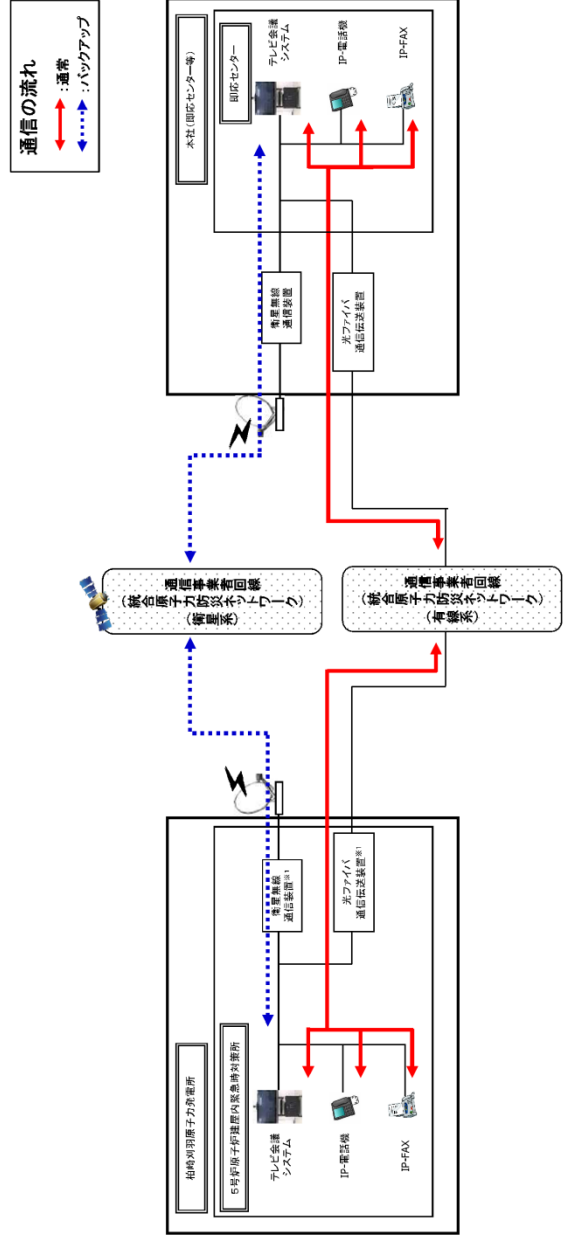 通信の流れ
:通常
:バックアップ
柏崎刈羽原子力発電所
5号炉原子炉建屋内緊急時対策所
テレビ会議
システム
IP-電話機
IP-FAX
衛星無線
通信装置※1
光ファイバ
通信伝送装置※1
通信事業者回線
(統合原子力防災ネットワーク)
(衛星系)
通信事業者回線
(統合原子力防災ネットワーク)
(有線系)
本社(即応センター等)
即応センター
衛星無線
通信装置
光ファイバ
通信伝送装置
テレビ会議
システム
IP-電話機
IP-FAX